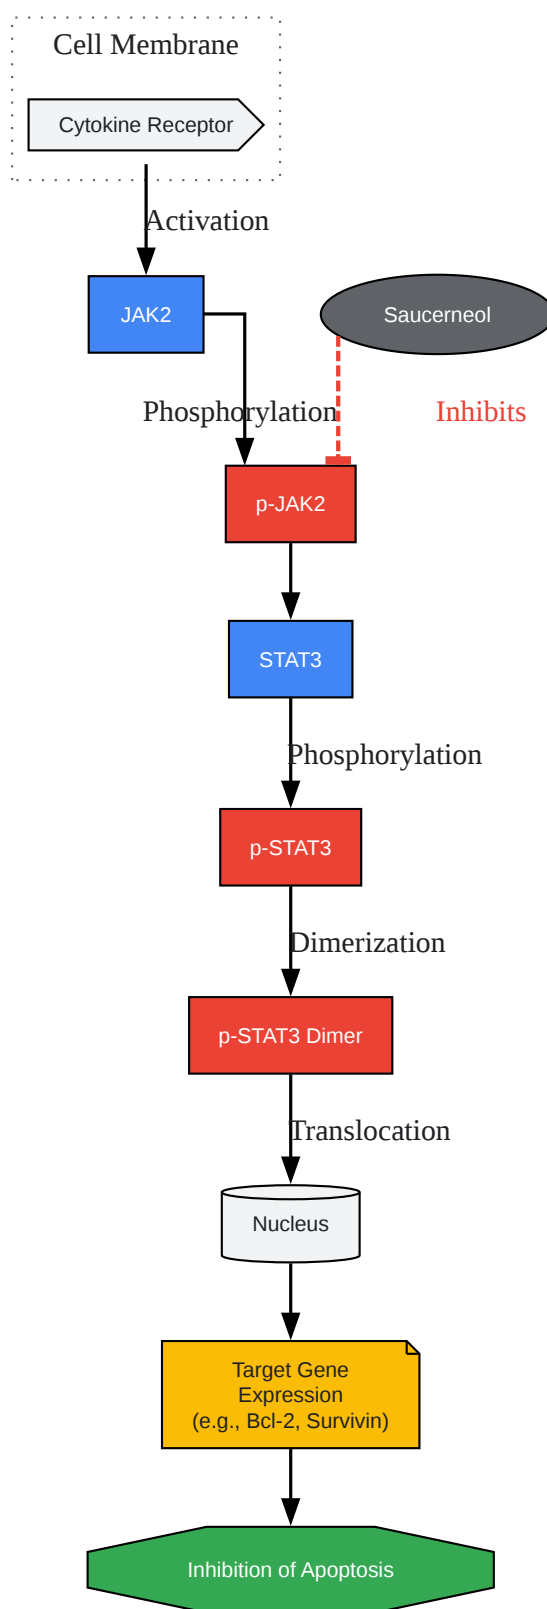 Cell Membrane
Cytokine Receptor
Activation
JAK2
Saucerneol
Phosphorylation
Inhibits
p-JAK2
STAT3
Phosphorylation
p-STAT3
Dimerization
p-STAT3 Dimer
Translocation
Nucleus
Target Gene
Expression
(e.g., Bcl-2, Survivin)
Inhibition of Apoptosis